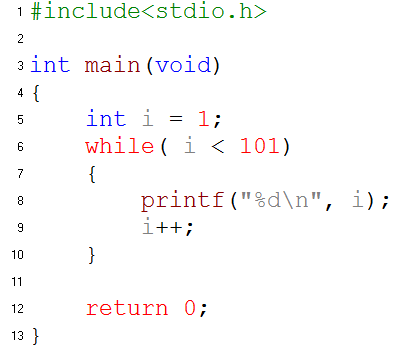 1 #include<stdio.h>
2
3 int main(void)
4 {
5     int i = 1;
6     while( i < 101)
7     {
8         printf("%d\n", i);
9         i++;
10     }
11
12     return 0;
13 }